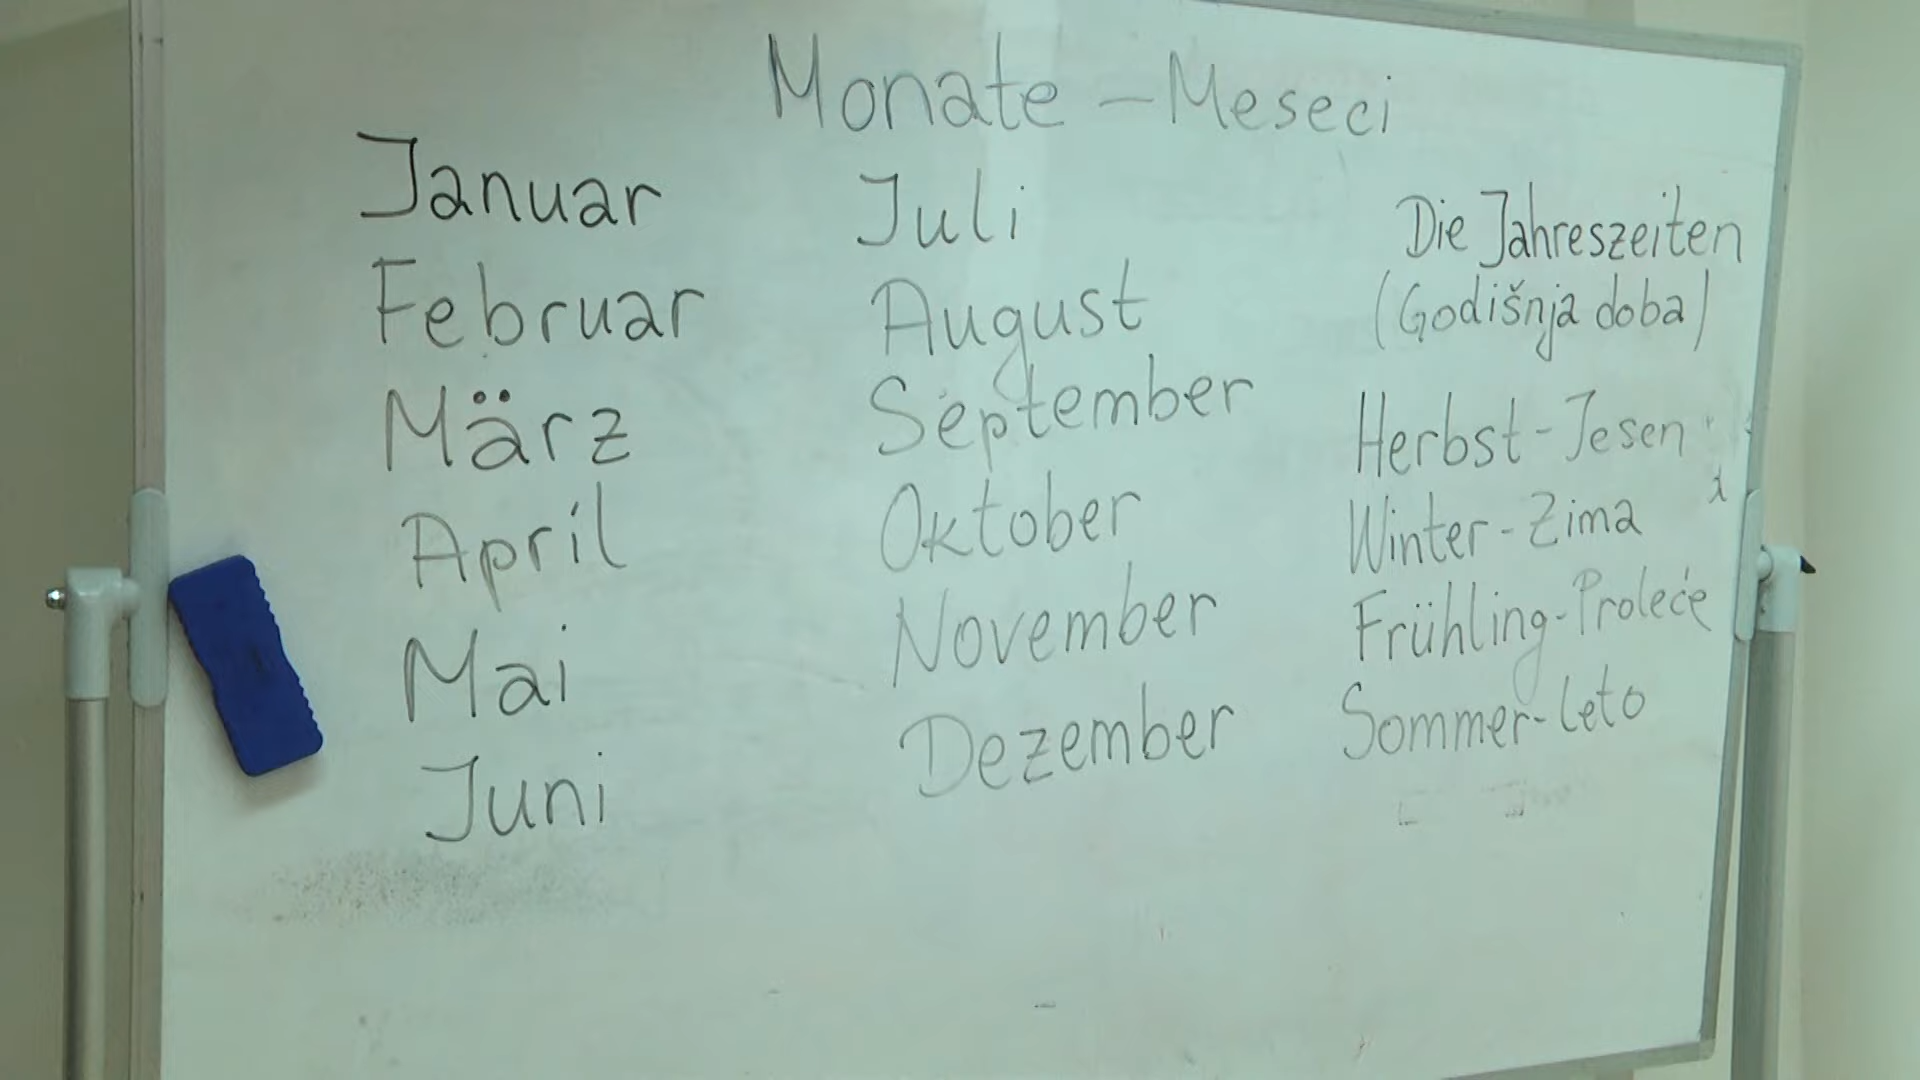 Monate – Meseci
Januar
Februar
März
April
Mai
Juni
Juli
August
September
Oktober
November
Dezember
Die Jahreszeiten
(Godišnja doba)
Herbst - Jesen
Winter - Zima
Frühling - Proleće
Sommer - leto